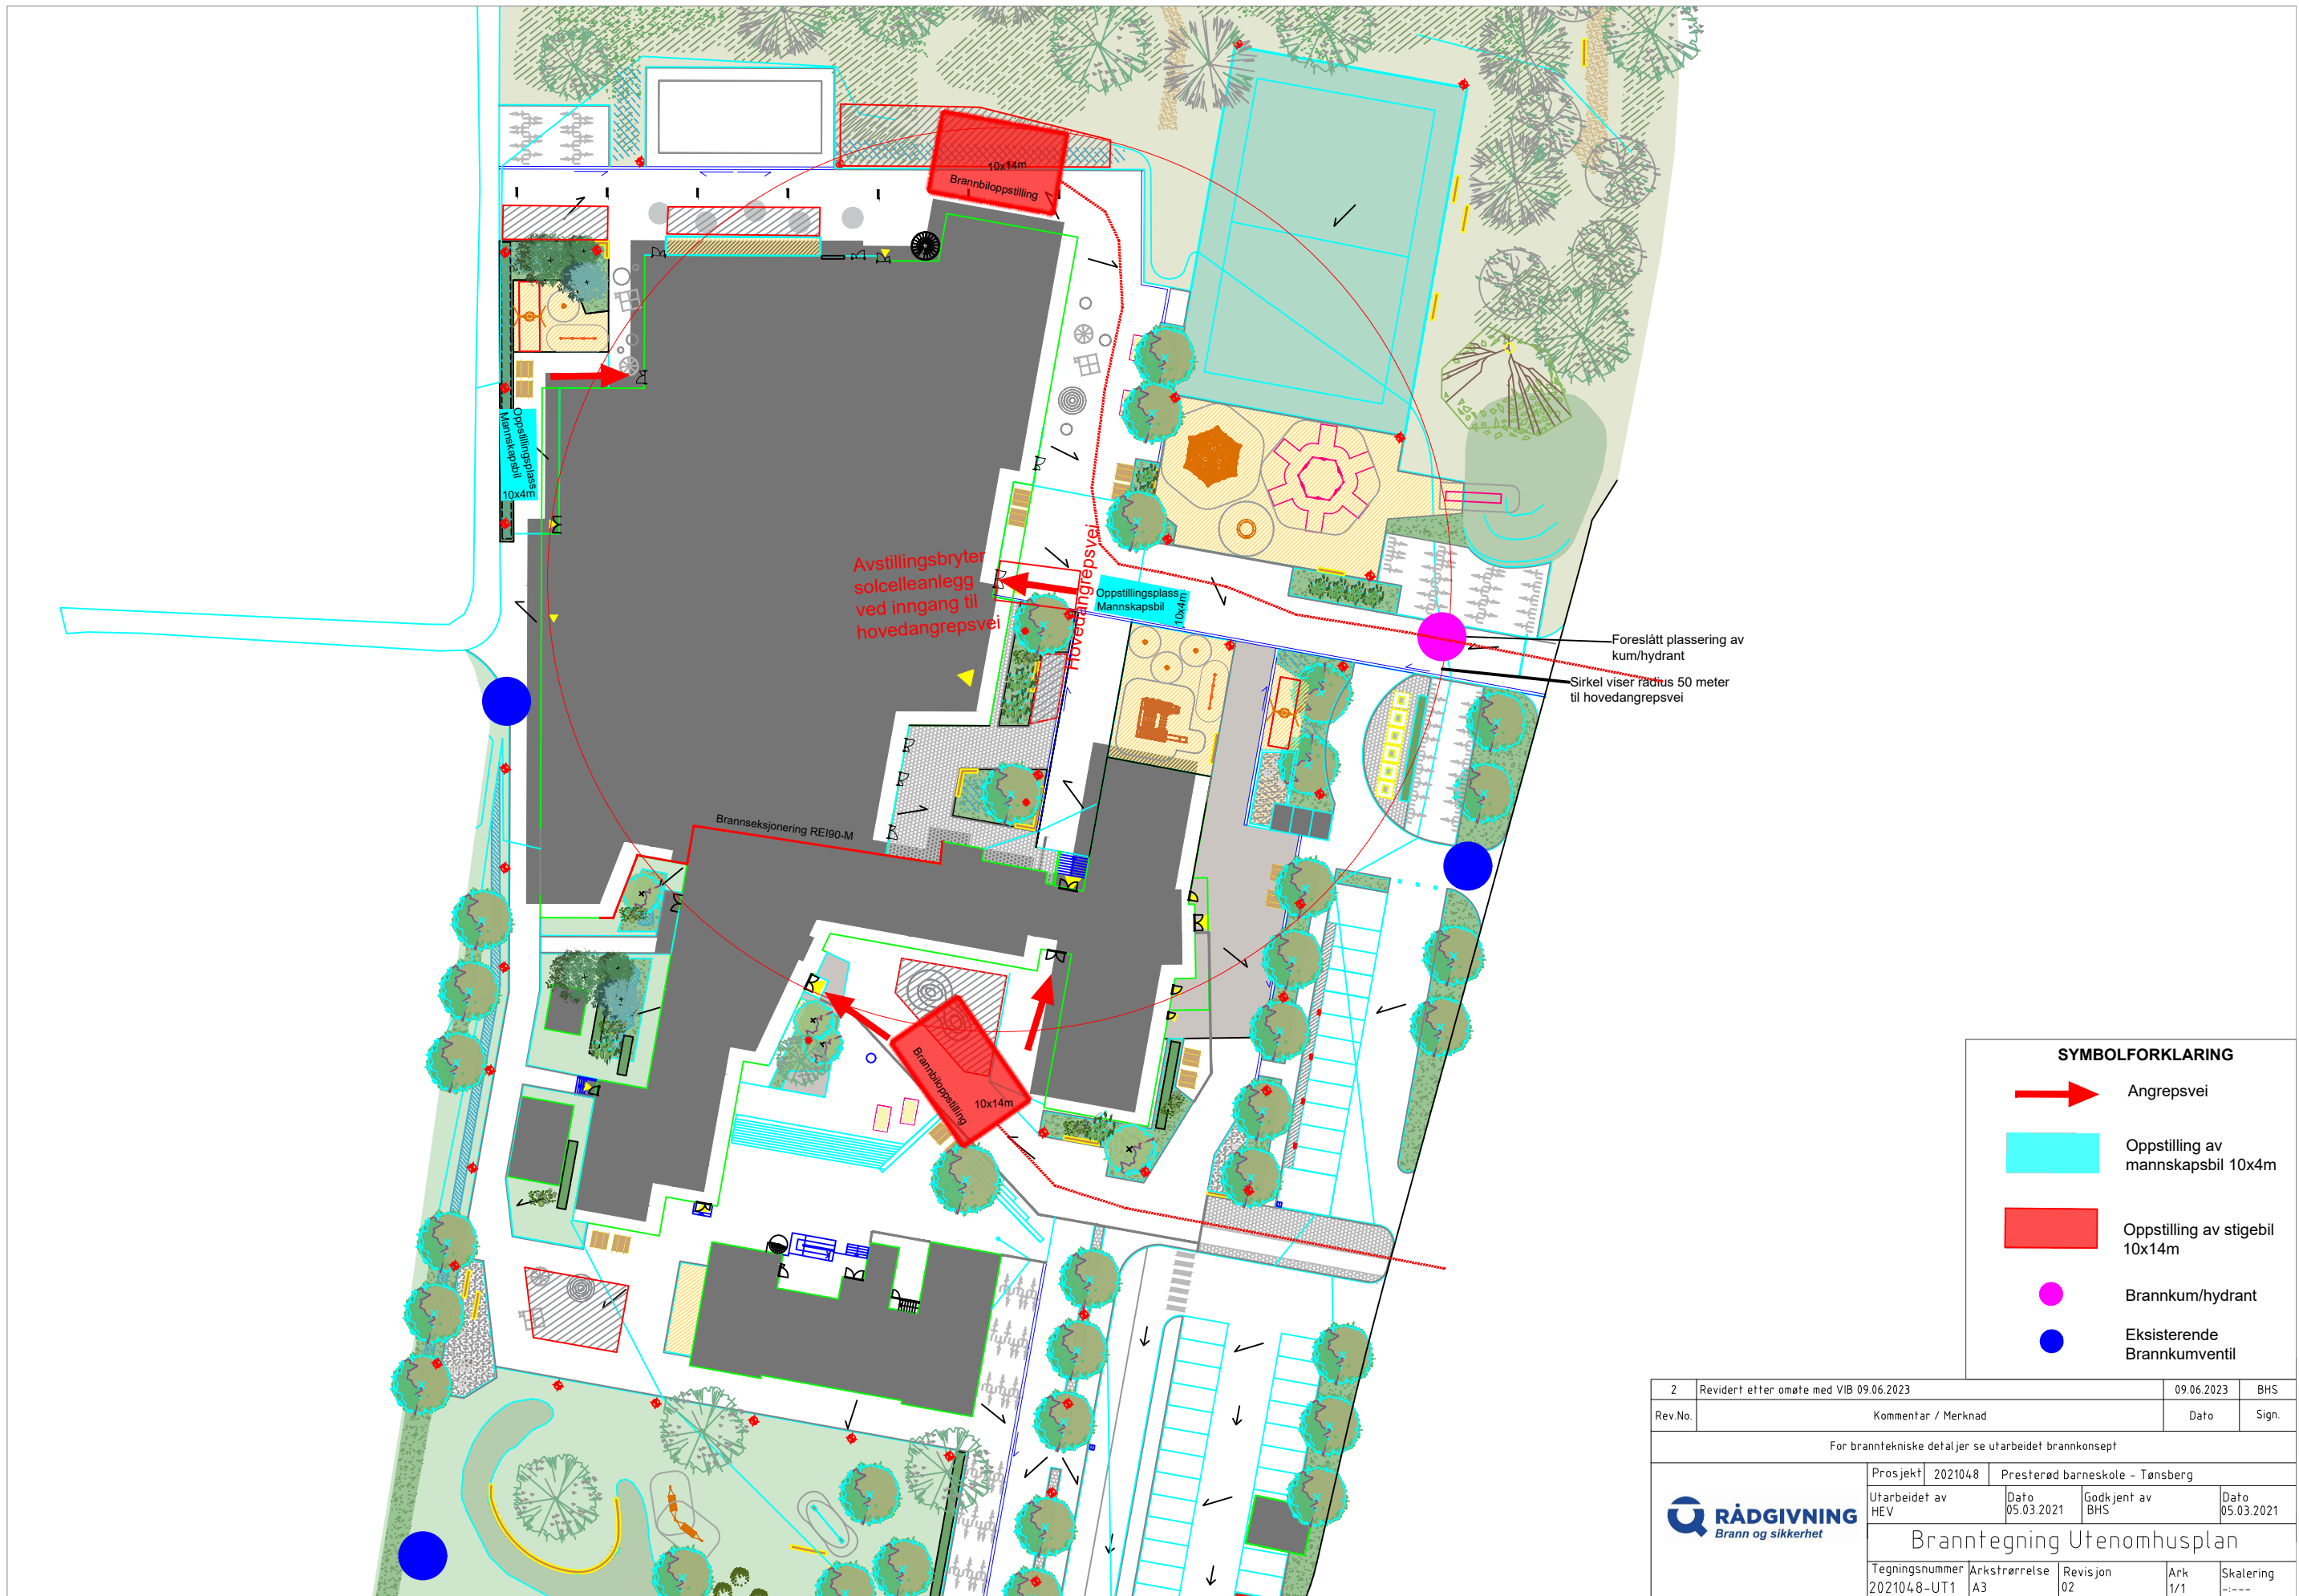 10x14m
Brannbiloppstilling
Oppstillingsplass
Mannskapsbil
10x4m
Avstillingsbryter
solcelleanlegg
ved inngang til
hovedangrepsvei
Hovedangrepsvei
Oppstillingsplass
Mannskapsbil
10x4m
Foreslått plassering av
kum/hydrant
Sirkel viser radius 50 meter
til hovedangrepsvei
Brannseksjonering REI90-M
Brannbiloppstilling
10x14m
SYMBOLFORKLARING
Angrepsvei
Oppstilling av
mannskapsbil 10x4m
Oppstilling av stigebil
10x14m
Brannkum/hydrant
Eksisterende
Brannkumventil
2 Revidert etter omøte med VIB 09.06.2023 09.06.2023 BHS
Rev.No. Kommentar / Merknad Dato Sign.
For branntekniske detaljer se utarbeidet brannkonsept
Prosjekt 2021048 Presterød barneskole - Tønsberg
Utarbeidet av Dato Godkjent av Dato
HEV 05.03.2021 BHS 05.03.2021
RÅDGIVNING
Brann og sikkerhet
Branntegning Utenomhusplan
Tegningsnummer Arkstrørrelse Revisjon Ark Skalering
2021048-UT1 A3 02 1/1 -:---